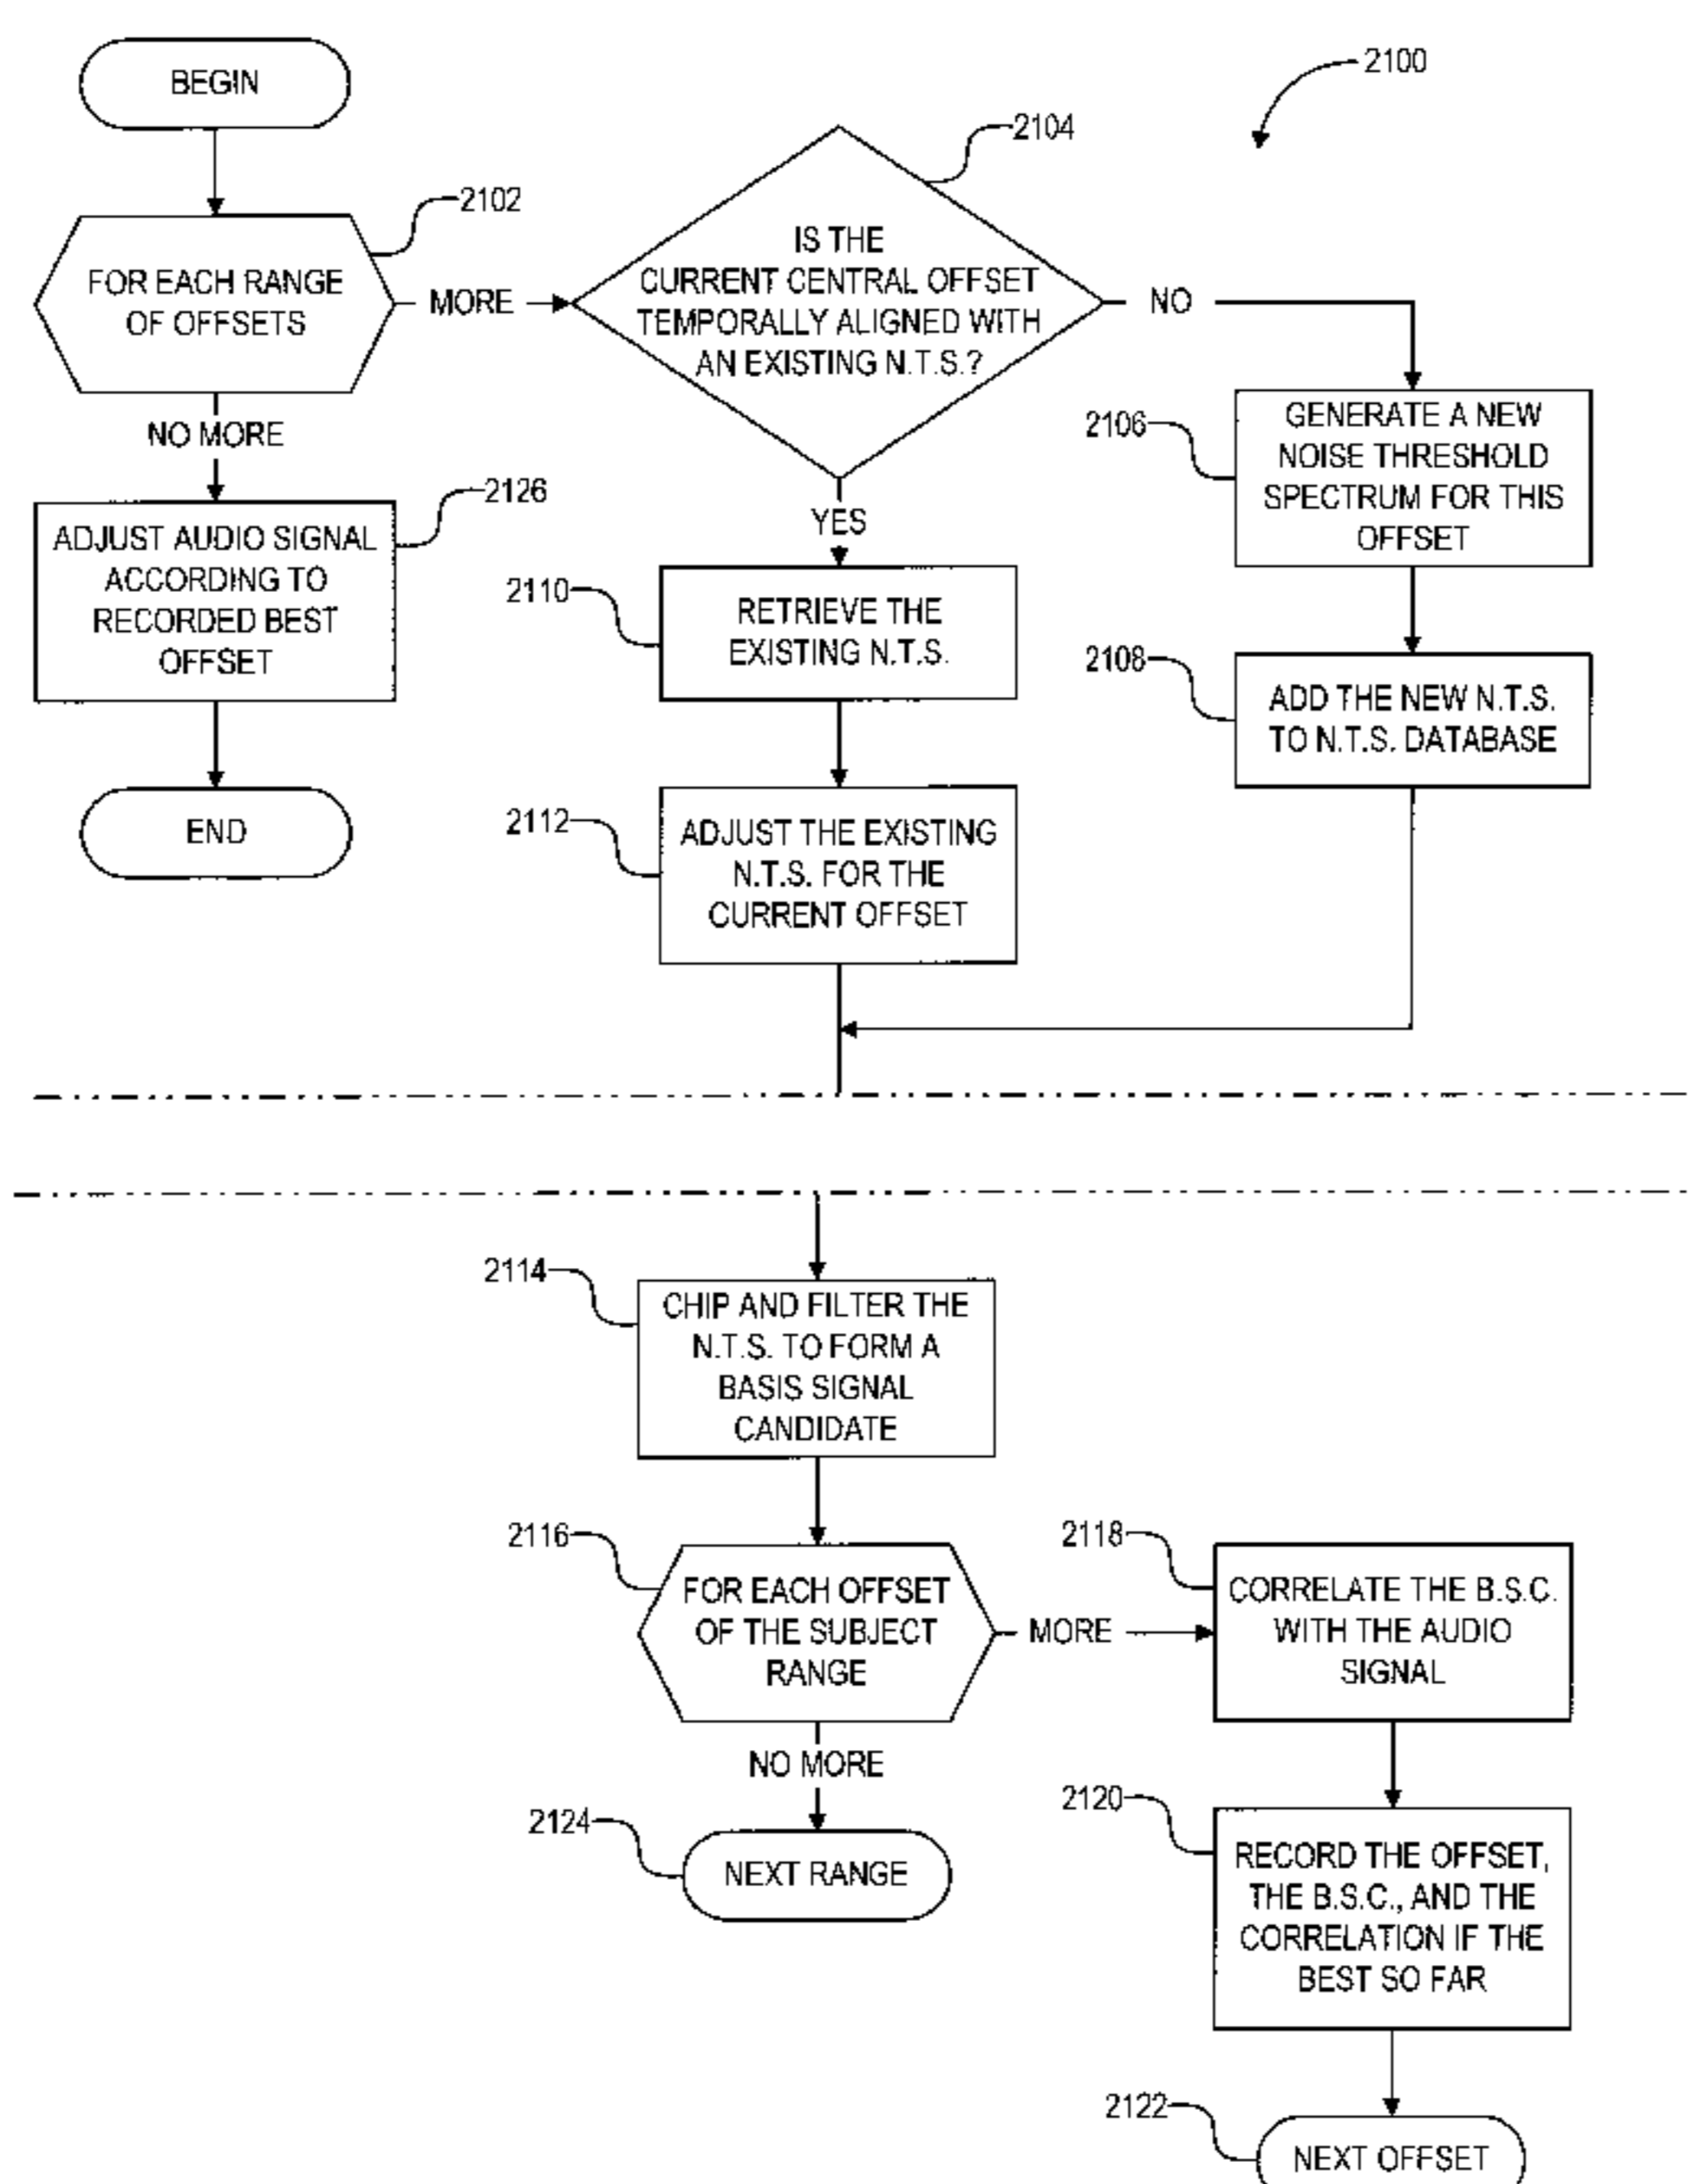 BEGIN
2100
2102
FOR EACH RANGE
OF OFFSETS
MORE
NO MORE
2104
IS THE
CURRENT CENTRAL OFFSET
TEMPORALLY ALIGNED WITH
AN EXISTING N.T.S.?
NO
YES
2106
GENERATE A NEW
NOISE THRESHOLD
SPECTRUM FOR THIS
OFFSET
2126
ADJUST AUDIO SIGNAL
ACCORDING TO
RECORDED BEST
OFFSET
END
2110
RETRIEVE THE
EXISTING N.T.S.
2108
ADD THE NEW N.T.S.
TO N.T.S. DATABASE
2112
ADJUST THE EXISTING
N.T.S. FOR THE
CURRENT OFFSET
2114
CHIP AND FILTER THE
N.T.S. TO FORM A
BASIS SIGNAL
CANDIDATE
2116
FOR EACH OFFSET
OF THE SUBJECT
RANGE
MORE
NO MORE
2118
CORRELATE THE B.S.C.
WITH THE AUDIO
SIGNAL
2124
NEXT RANGE
2120
RECORD THE OFFSET,
THE B.S.C., AND THE
CORRELATION IF THE
BEST SO FAR
2122
NEXT OFFSET